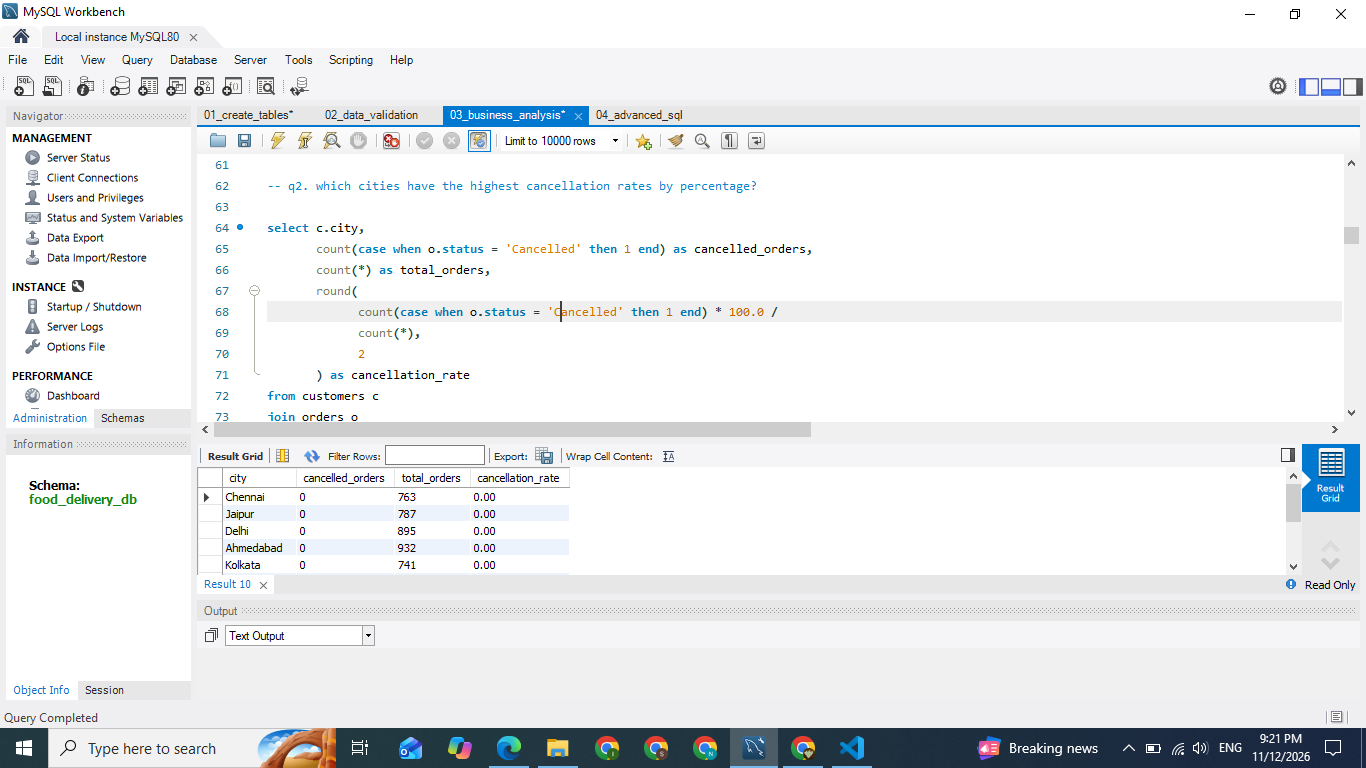 MySQL Workbench
Local instance MySQL80
File Edit View Query Database Server Tools Scripting Help
Navigator
MANAGEMENT
Server Status
Client Connections
Users and Privileges
Status and System Variables
Data Export
Data Import/Restore
INSTANCE
Startup / Shutdown
Server Logs
Options File
PERFORMANCE
Dashboard
Administration Schemas
Information
Schema:
food_delivery_db
Object Info Session
01_create_tables* 02_data_validation 03_business_analysis* 04_advanced_sql
Limit to 10000 rows
61
62 -- q2. which cities have the highest cancellation rates by percentage?
63
64 select c.city,
65 count(case when o.status = 'Cancelled' then 1 end) as cancelled_orders,
66 count(*) as total_orders,
67 round(
68 count(case when o.status = 'Cancelled' then 1 end) * 100.0 /
69 count(*),
70 2
71 ) as cancellation_rate
72 from customers c
73 join orders o
Result Grid Filter Rows: Export: Wrap Cell Content:
city cancelled_orders total_orders cancellation_rate
Chennai 0 763 0.00
Jaipur 0 787 0.00
Delhi 0 895 0.00
Ahmedabad 0 932 0.00
Kolkata 0 741 0.00
Result 10
Result
Grid
Read Only
Output
Text Output
Query Completed
Type here to search
Breaking news
ENG
9:21 PM
11/12/2026